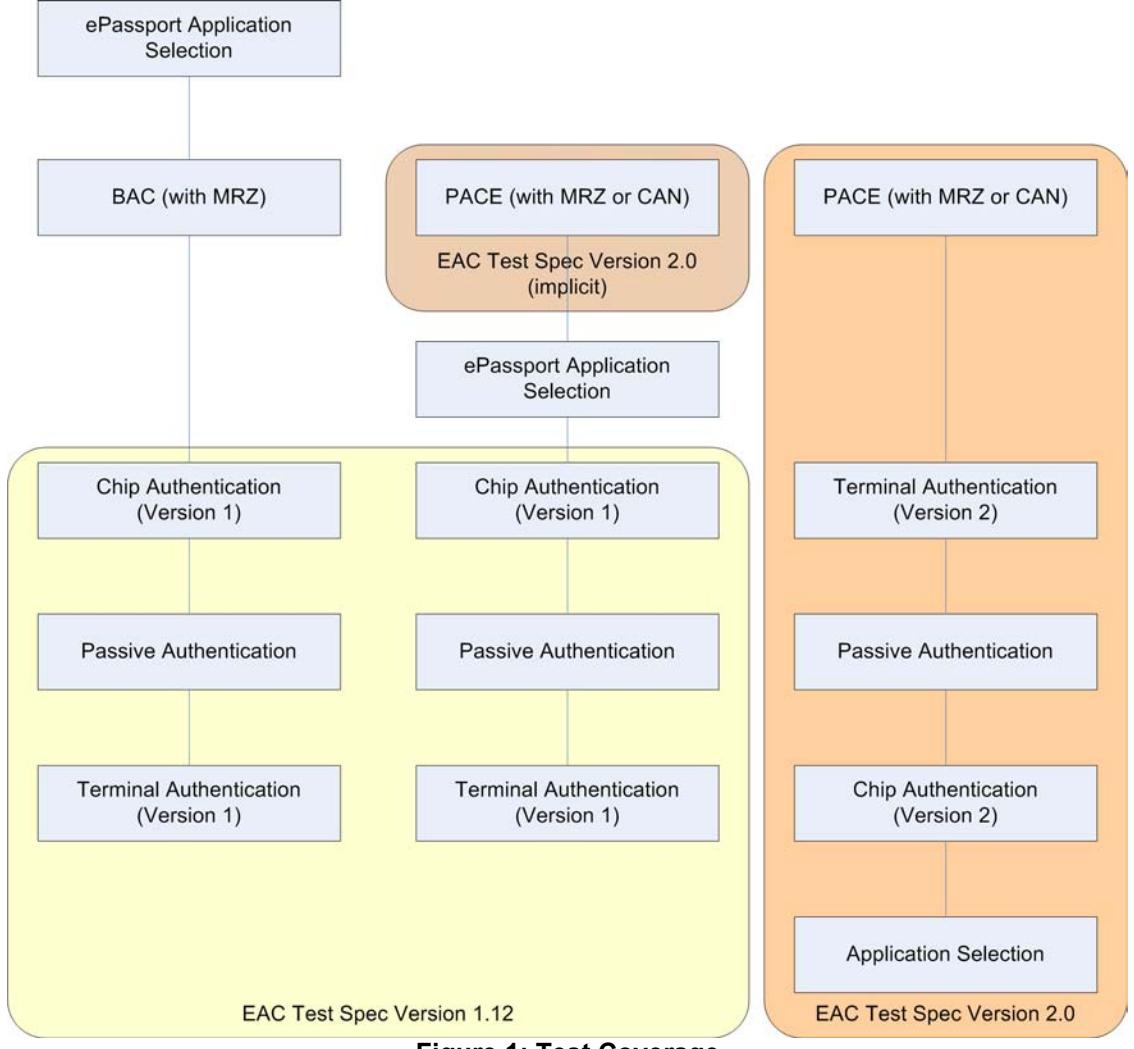 ePassport Application
Selection
BAC (with MRZ)
PACE (with MRZ or CAN)
PACE (with MRZ or CAN)
EAC Test Spec Version 2.0
(implicit)
ePassport Application
Selection
Chip Authentication
(Version 1)
Chip Authentication
(Version 1)
Terminal Authentication
(Version 2)
Passive Authentication
Passive Authentication
Passive Authentication
Terminal Authentication
(Version 1)
Terminal Authentication
(Version 1)
Chip Authentication
(Version 2)
Application Selection
EAC Test Spec Version 1.12
EAC Test Spec Version 2.0
Figure 1: Test Coverage